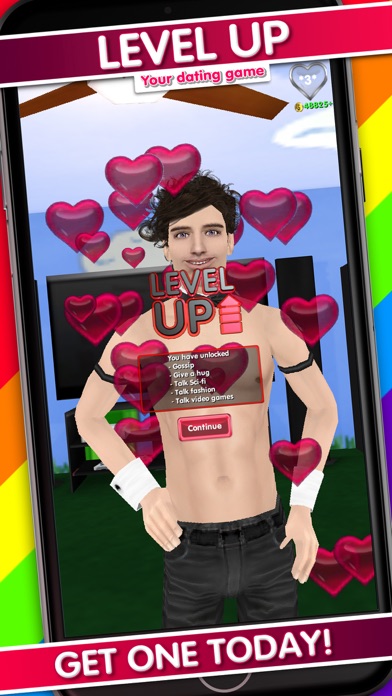 LEVEL UP
Your dating game
*3*
48825+
LEVEL
UP
You have unlocked
- Gossip
- Give a hug
- Talk Sci-fi
- Talk fashion
- Talk video games
Continue
GET ONE TODAY!